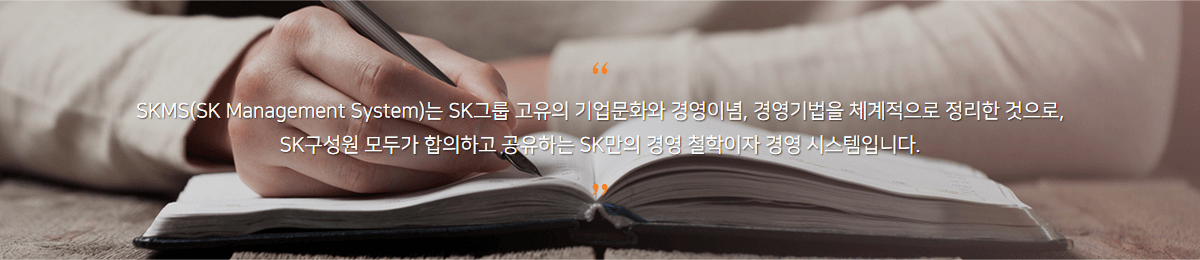 “
SKMS(SK Management System)는 SK그룹 고유의 기업문화와 경영이념, 경영기법을 체계적으로 정리한 것으로,
SK구성원 모두가 합의하고 공유하는 SK만의 경영 철학이자 경영 시스템입니다.
”